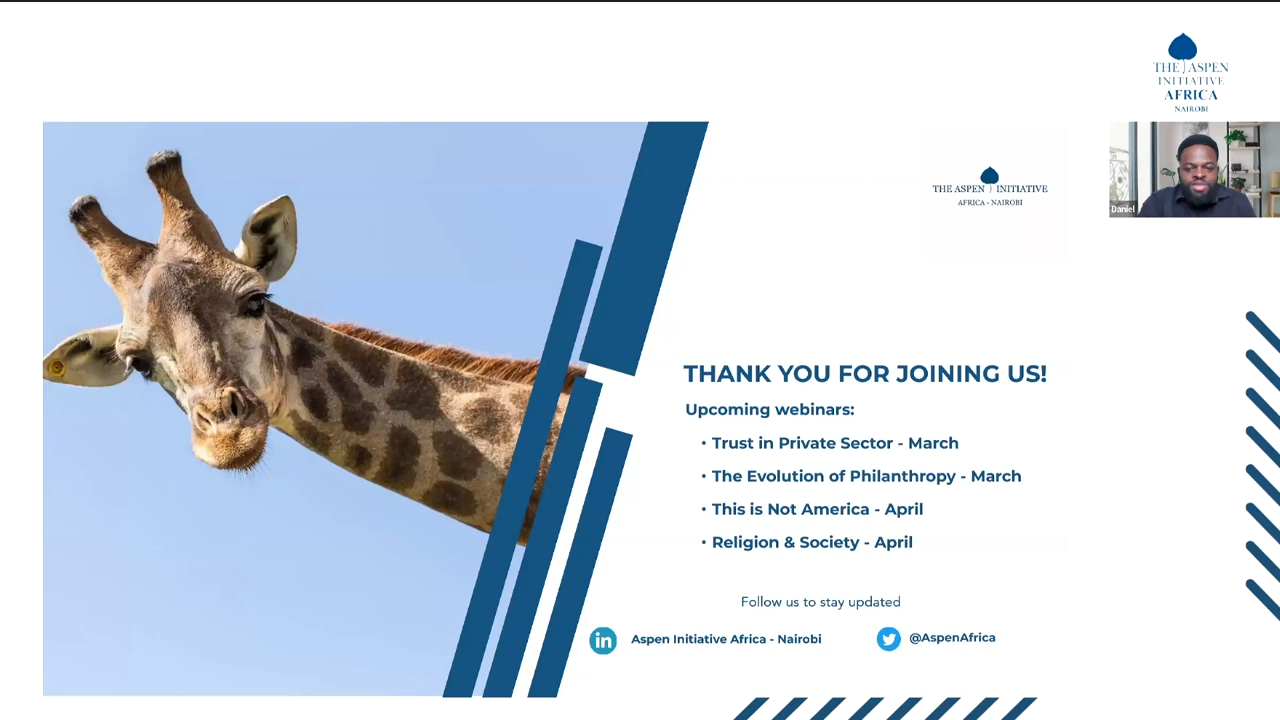 THE ASPEN
INITIATIVE
AFRICA
NAIROBI
Daniel
THE ASPEN INITIATIVE
AFRICA - NAIROBI
THANK YOU FOR JOINING US!
Upcoming webinars:
• Trust in Private Sector - March
• The Evolution of Philanthropy - March
• This is Not America - April
• Religion & Society - April
Follow us to stay updated
in Aspen Initiative Africa - Nairobi @AspenAfrica